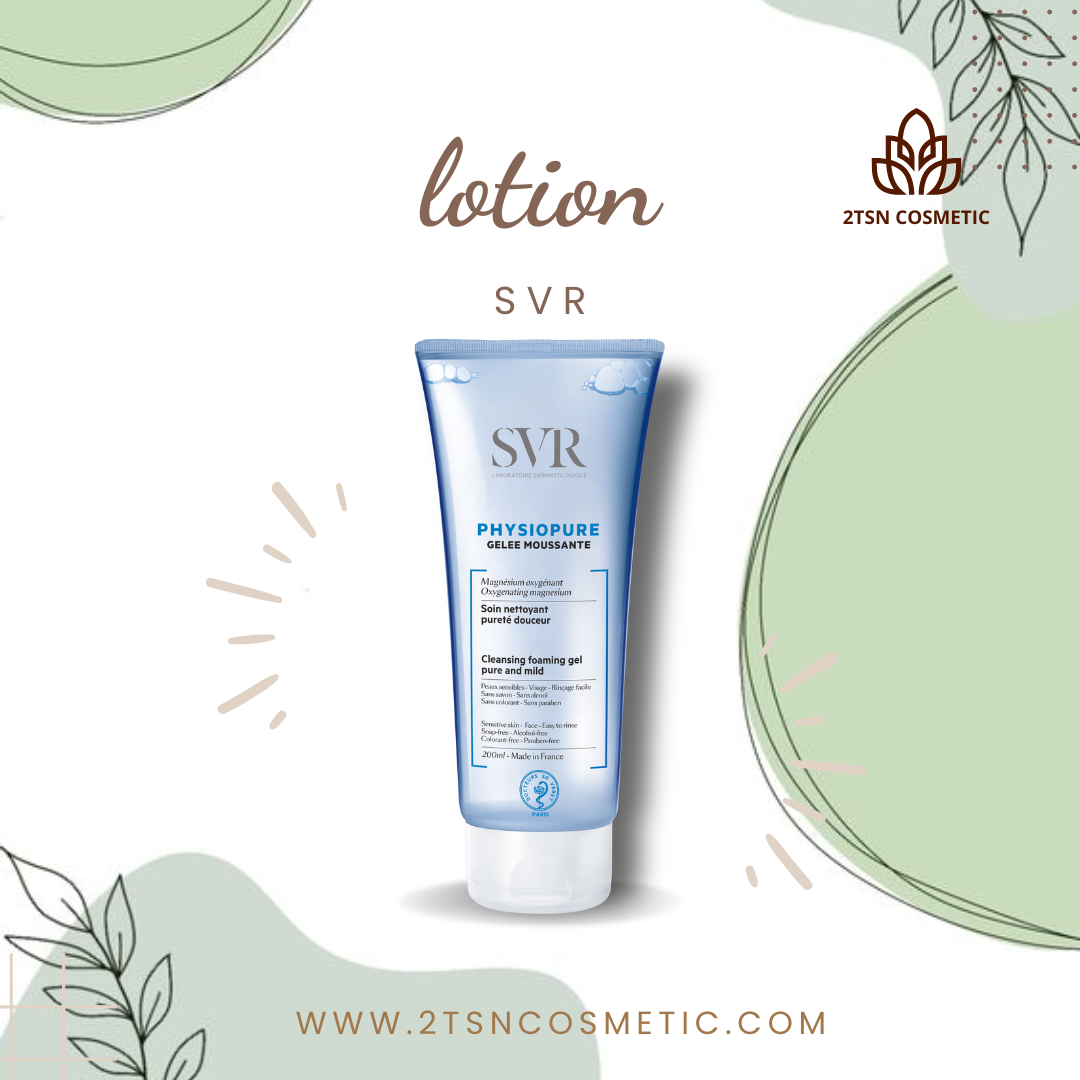 lotion
2TSN COSMETIC
SVR
SVR
LABORATOIRE DERMATOLOGIQUE
PHYSIOPURE
GELEE MOUSSANTE
Magnésium oxygénant
Oxygenating magnesium
Soin nettoyant
pureté douceur
Cleansing foaming gel
pure and mild
Peaux sensibles - Visage - Rinçage facile
Sans savon - Sans alcool
Sans colorant - Sans paraben
Sensitive skin - Face - Easy to rinse
Soap-free - Alcohol-free
Colorant-free - Paraben-free
200ml - Made in France
DOCTEURS SR VERET
PARIS
WWW.2TSNCOSMETIC.COM